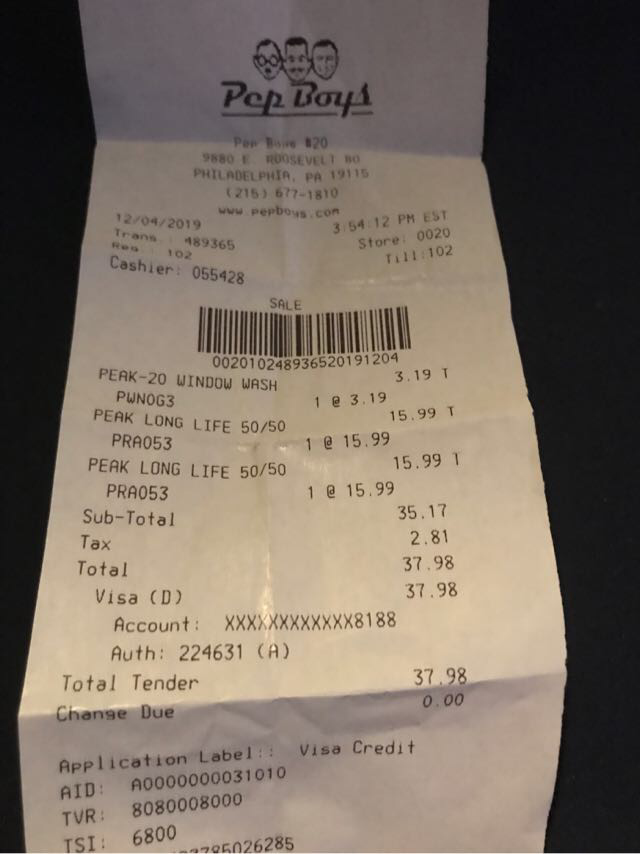 Pep Boys
Pep Boys #20
9880 E. ROOSEVELT BO
PHILADELPHIA, PA 19115
(215) 677-1810
www.pepboys.com
12/04/2019 3:54:12 PM EST
Trans.: 489365 Store: 0020
Reg.: 102 Till:102
Cashier: 055428
SALE
002010248936520191204
PEAK-20 WINDOW WASH 3.19 T
PWN0G3 1 @ 3.19
PEAK LONG LIFE 50/50 15.99 T
PRA053 1 @ 15.99
PEAK LONG LIFE 50/50 15.99 T
PRA053 1 @ 15.99
Sub-Total 35.17
Tax 2.81
Total 37.98
Visa (D) 37.98
Account: XXXXXXXXXXXX8188
Auth: 224631 (A)
Total Tender 37.98
Change Due 0.00
Application Label:: Visa Credit
AID: A0000000031010
TVR: 8080008000
TSI: 6800